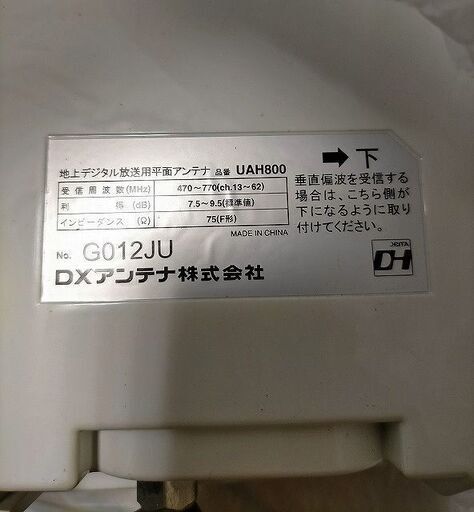 地上デジタル放送用平面アンテナ 品番 UAH800
受信周波数(MHz) 470～770(ch.13～62)
利得(dB) 7.5～9.5(標準値)
インピーダンス(Ω) 75(F形)
MADE IN CHINA
No. G012JU
DXアンテナ株式会社
➡下
垂直偏波を受信する
場合は、こちら側が
下になるように取り
付けてください。